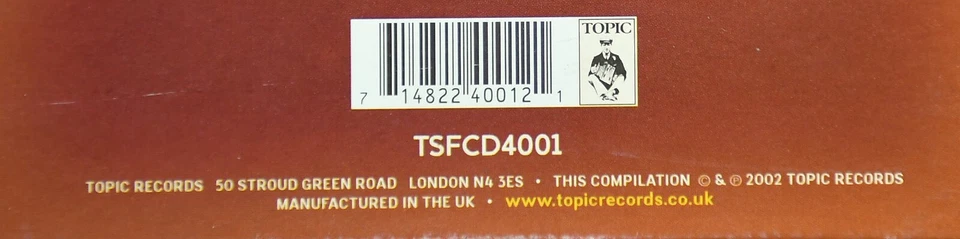 TOPIC
7 14822 40012 1
TSFCD4001
TOPIC RECORDS 50 STROUD GREEN ROAD LONDON N4 3ES • THIS COMPILATION © & ℗ 2002 TOPIC RECORDS
MANUFACTURED IN THE UK • www.topicrecords.co.uk